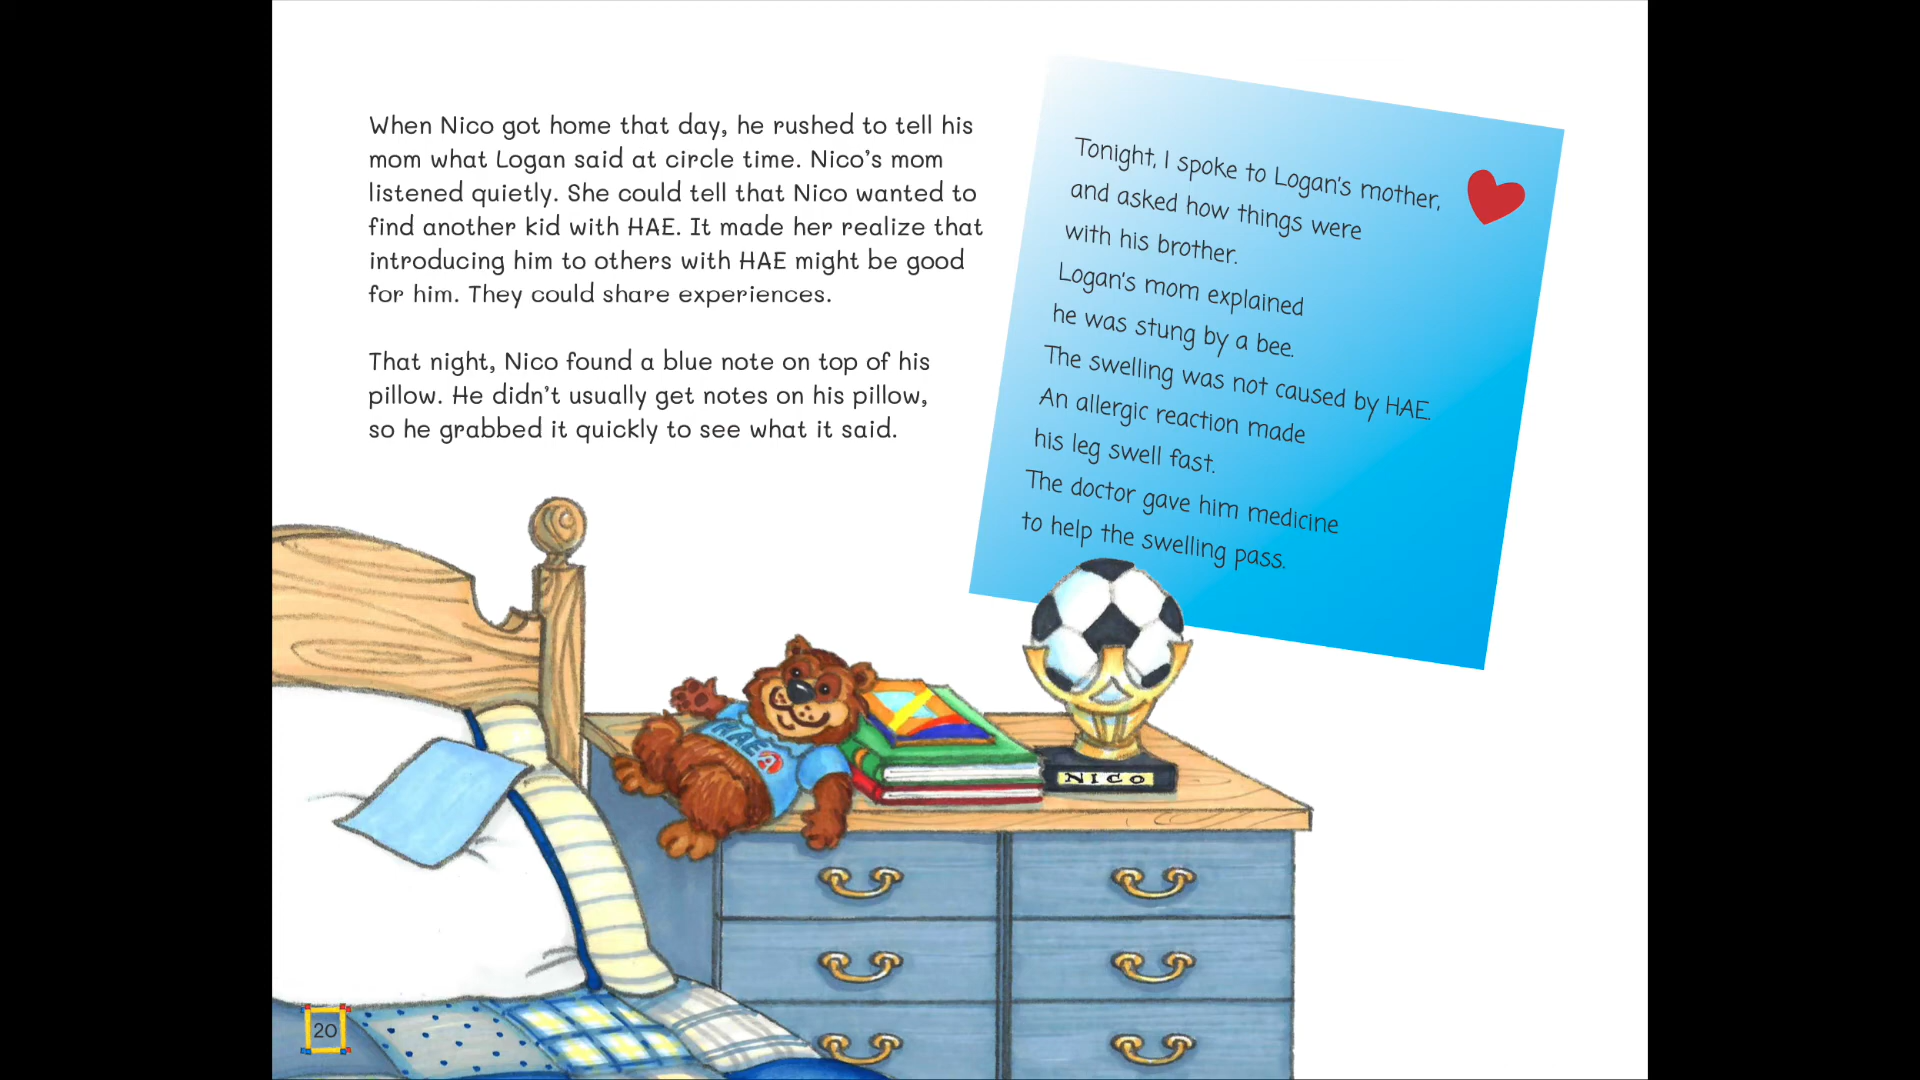 When Nico got home that day, he rushed to tell his
mom what Logan said at circle time. Nico's mom
listened quietly. She could tell that Nico wanted to
find another kid with HAE. It made her realize that
introducing him to others with HAE might be good
for him. They could share experiences.
That night, Nico found a blue note on top of his
pillow. He didn't usually get notes on his pillow,
so he grabbed it quickly to see what it said.
Tonight, I spoke to Logan's mother,
and asked how things were
with his brother.
Logan's mom explained
he was stung by a bee.
The swelling was not caused by HAE.
An allergic reaction made
his leg swell fast.
The doctor gave him medicine
to help the swelling pass.
HAE
A
NICO
20